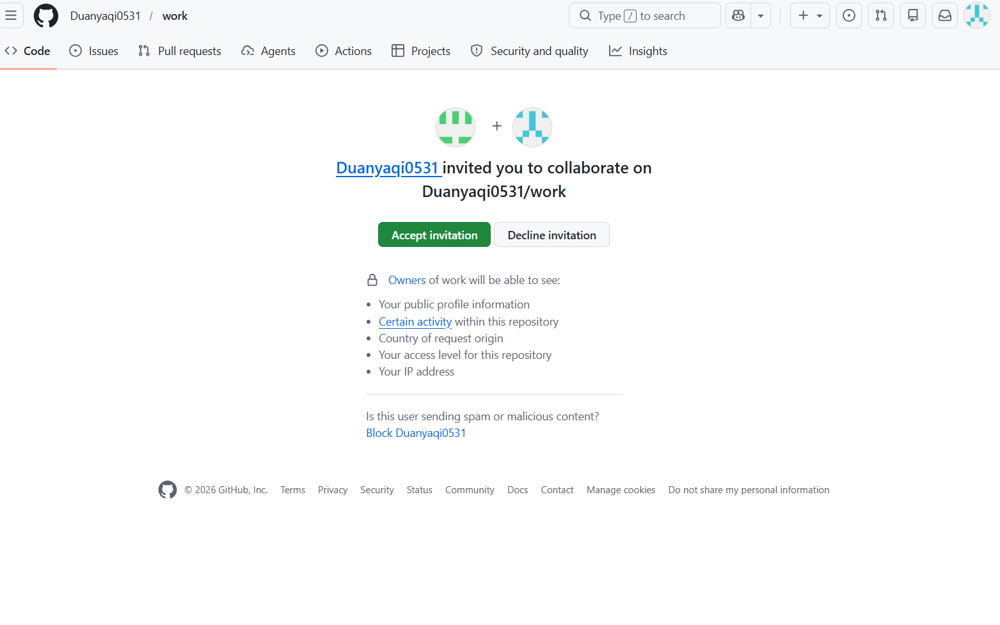 Duanyaqi0531 / work
Type / to search
Code Issues Pull requests Agents Actions Projects Security and quality Insights
Duanyaqi0531 invited you to collaborate on
Duanyaqi0531/work
Accept invitation Decline invitation
Owners of work will be able to see:
• Your public profile information
• Certain activity within this repository
• Country of request origin
• Your access level for this repository
• Your IP address
Is this user sending spam or malicious content?
Block Duanyaqi0531
© 2026 GitHub, Inc. Terms Privacy Security Status Community Docs Contact Manage cookies Do not share my personal information